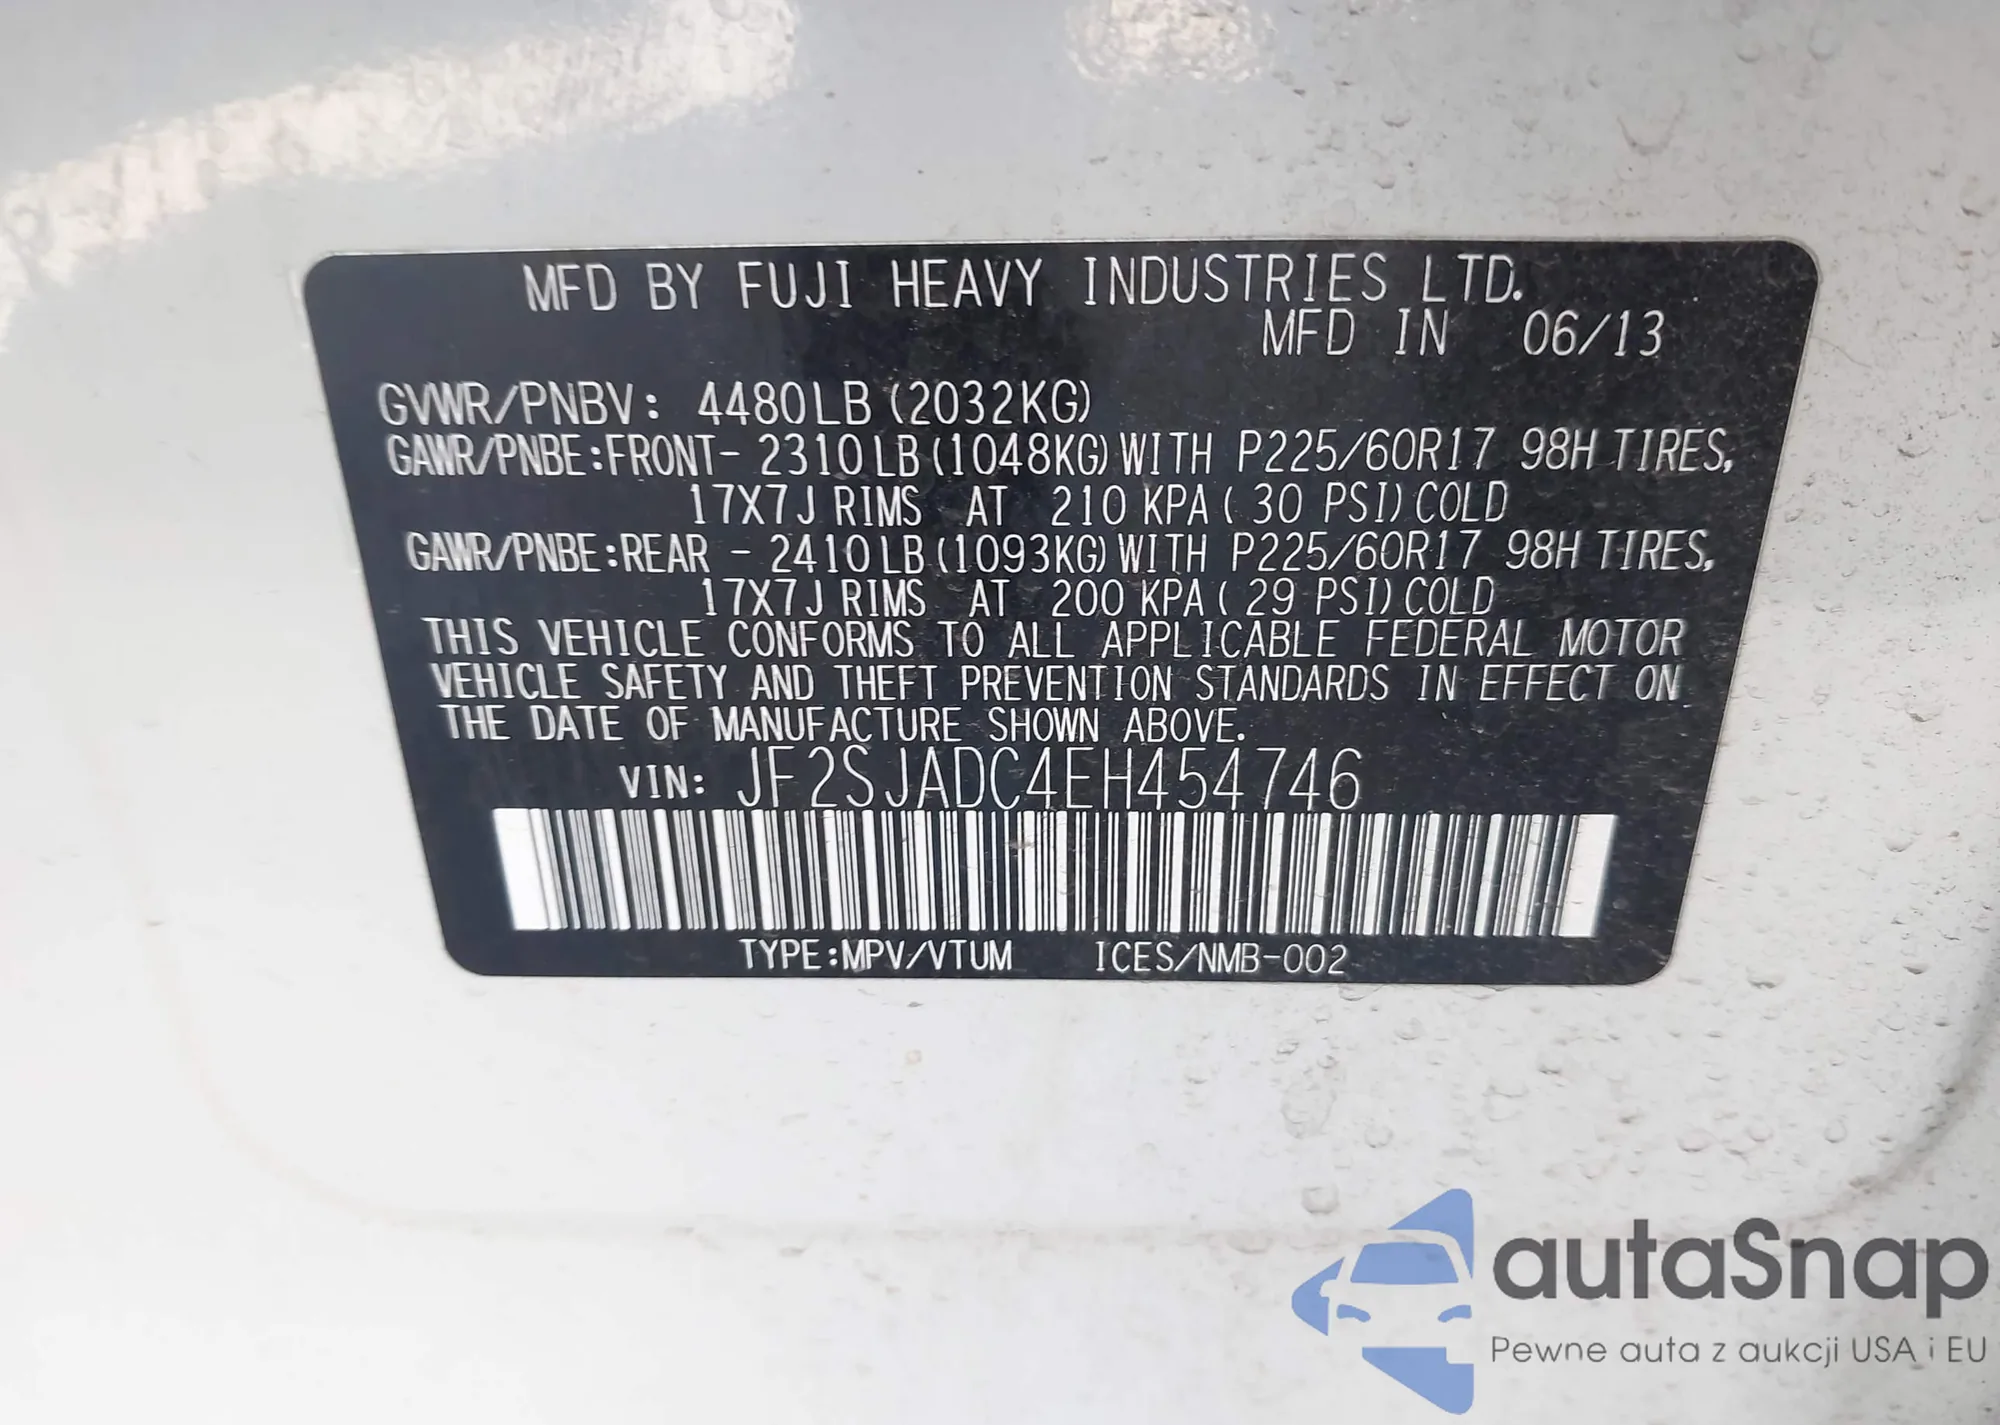 MFD BY FUJI HEAVY INDUSTRIES LTD.
MFD IN 06/13
GVWR/PNBV: 4480LB (2032KG)
GAWR/PNBE:FRONT- 2310LB(1048KG)WITH P225/60R17 98H TIRES,
17X7J RIMS AT 210 KPA( 30 PSI)COLD
GAWR/PNBE:REAR - 2410LB(1093KG)WITH P225/60R17 98H TIRES,
17X7J RIMS AT 200 KPA( 29 PSI)COLD
THIS VEHICLE CONFORMS TO ALL APPLICABLE FEDERAL MOTOR
VEHICLE SAFETY AND THEFT PREVENTION STANDARDS IN EFFECT ON
THE DATE OF MANUFACTURE SHOWN ABOVE.
VIN: JF2SJADC4EH454746
TYPE:MPV/VTUM ICES/NMB-002
autaSnap
Pewne auta z aukcji USA i EU